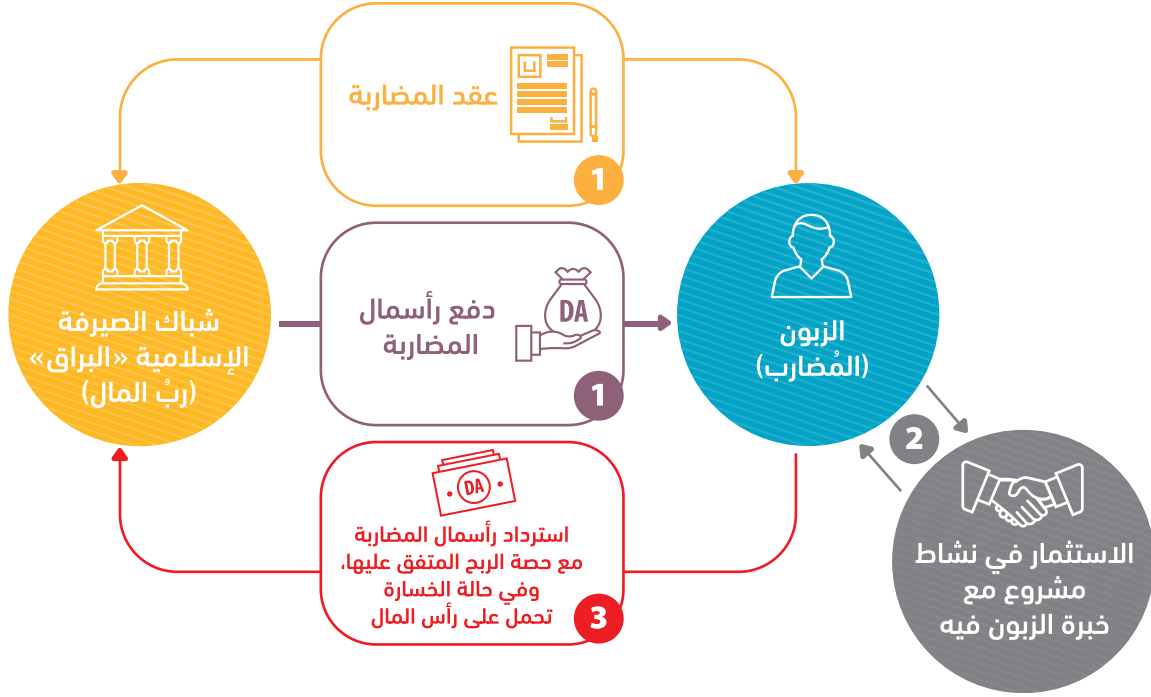 عقد المضاربة
1
شباك الصيرفة
الإسلامية «البراق»
(ربُ المال)
دفع رأسمال
المضاربة
DA
1
الزبون
(المُضارب)
2
الاستثمار في نشاط
مشروع مع
خبرة الزبون فيه
DA
استرداد رأسمال المضاربة
مع حصة الربح المتفق عليها،
وفي حالة الخسارة
تحمل على رأس المال
3